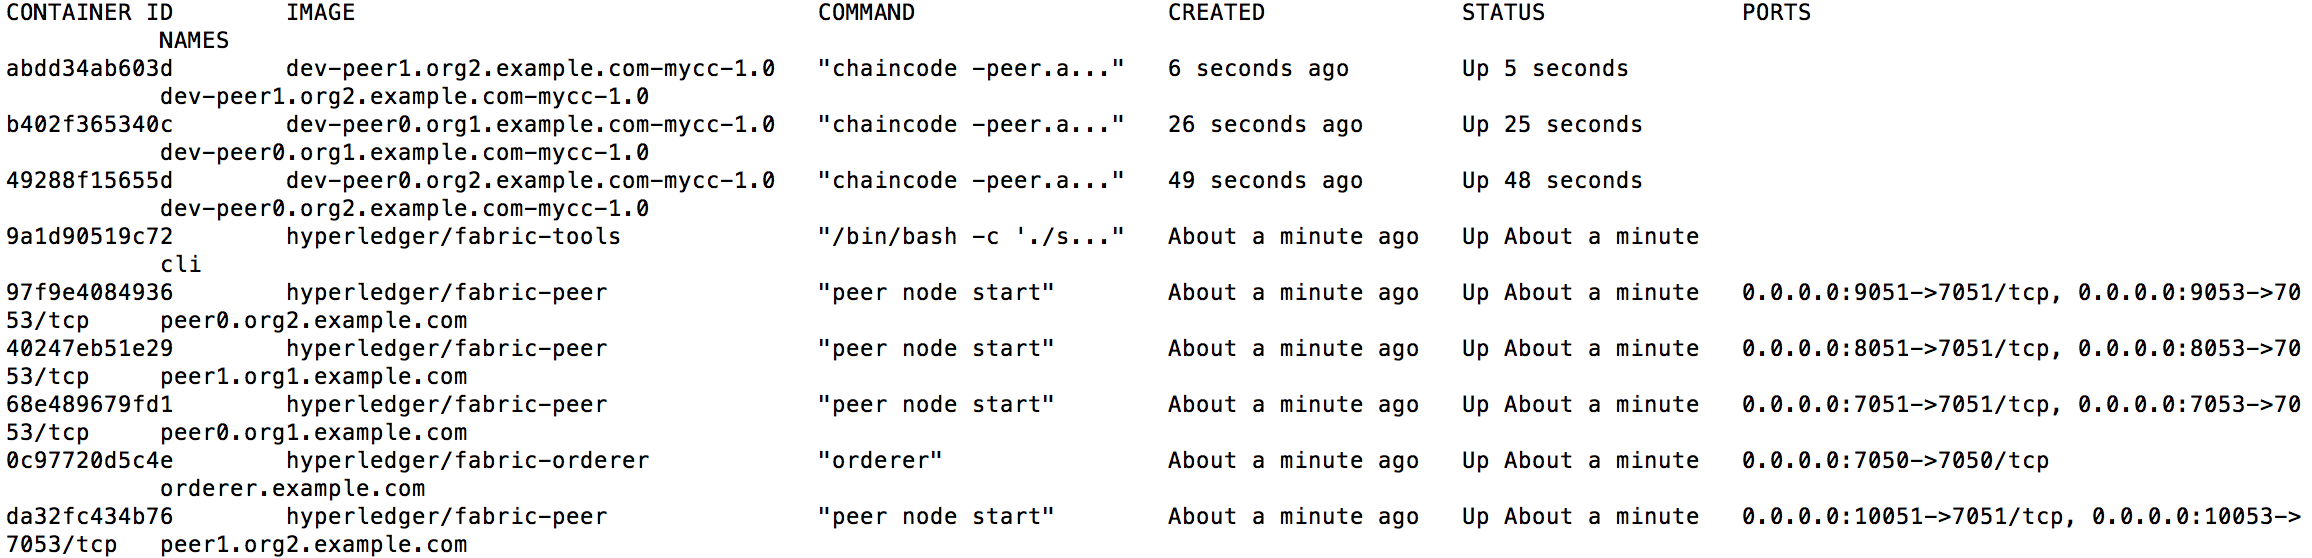 CONTAINER ID        IMAGE                                 COMMAND                  CREATED              STATUS              PORTS
           NAMES
abdd34ab603d        dev-peer1.org2.example.com-mycc-1.0   "chaincode -peer.a..."   6 seconds ago        Up 5 seconds
           dev-peer1.org2.example.com-mycc-1.0
b402f365340c        dev-peer0.org1.example.com-mycc-1.0   "chaincode -peer.a..."   26 seconds ago       Up 25 seconds
           dev-peer0.org1.example.com-mycc-1.0
49288f15655d        dev-peer0.org2.example.com-mycc-1.0   "chaincode -peer.a..."   49 seconds ago       Up 48 seconds
           dev-peer0.org2.example.com-mycc-1.0
9a1d90519c72        hyperledger/fabric-tools              "/bin/bash -c './s..."   About a minute ago   Up About a minute
           cli
97f9e4084936        hyperledger/fabric-peer               "peer node start"        About a minute ago   Up About a minute   0.0.0.0:9051->7051/tcp, 0.0.0.0:9053->70
53/tcp     peer0.org2.example.com
40247eb51e29        hyperledger/fabric-peer               "peer node start"        About a minute ago   Up About a minute   0.0.0.0:8051->7051/tcp, 0.0.0.0:8053->70
53/tcp     peer1.org1.example.com
68e489679fd1        hyperledger/fabric-peer               "peer node start"        About a minute ago   Up About a minute   0.0.0.0:7051->7051/tcp, 0.0.0.0:7053->70
53/tcp     peer0.org1.example.com
0c97720d5c4e        hyperledger/fabric-orderer            "orderer"                About a minute ago   Up About a minute   0.0.0.0:7050->7050/tcp
           orderer.example.com
da32fc434b76        hyperledger/fabric-peer               "peer node start"        About a minute ago   Up About a minute   0.0.0.0:10051->7051/tcp, 0.0.0.0:10053->
7053/tcp   peer1.org2.example.com